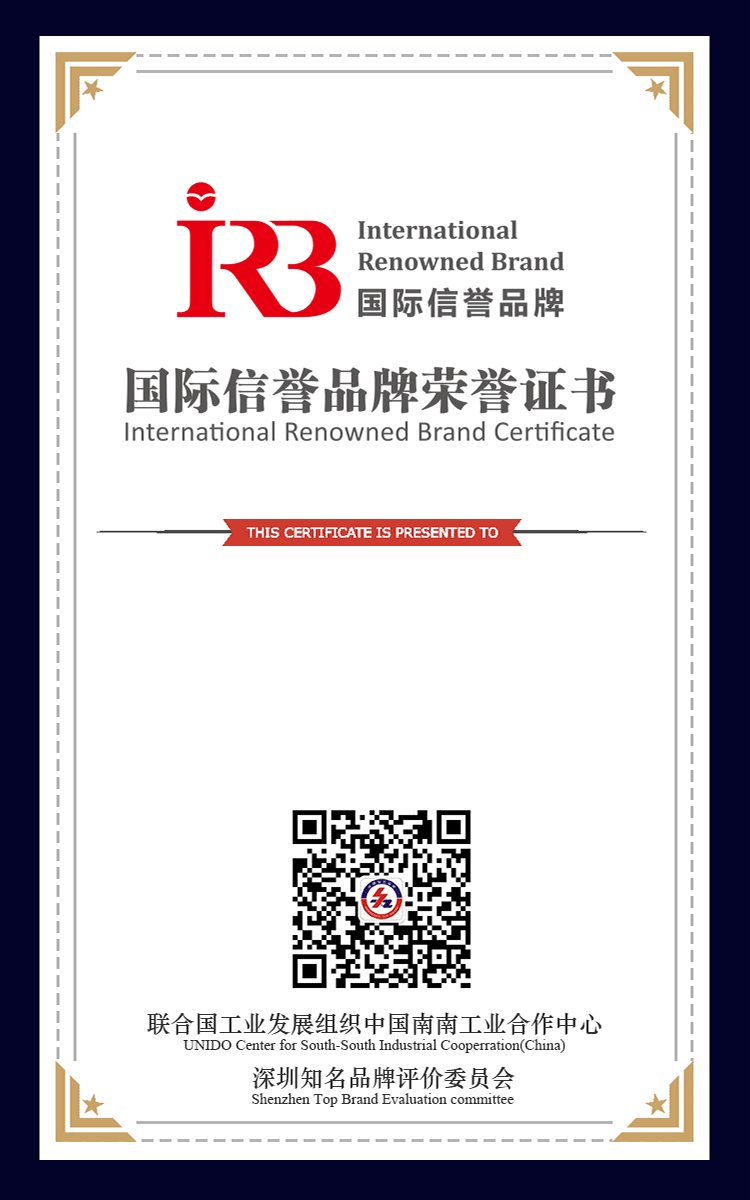 IRB
International
Renowned Brand
国际信誉品牌
国际信誉品牌荣誉证书
International Renowned Brand Certificate
THIS CERTIFICATE IS PRESENTED TO
联合国工业发展组织中国南南工业合作中心
UNIDO Center for South-South Industrial Cooperration(China)
深圳知名品牌评价委员会
Shenzhen Top Brand Evaluation committee